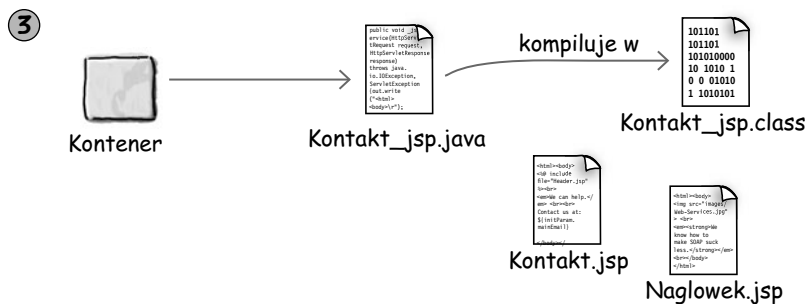 3
public void _js
ervice(HttpServ
tRequest request,
HttpServletResponse
response)
throws java.
io.IOException,
ServletException
{out.write
("<html>
<body>\r");
kompiluje w
101101
101101
101010000
10 1010 1
0 0 01010
1 1010101
Kontener
Kontakt_jsp.java
Kontakt_jsp.class
<html><body>
<%@ include
file="Header.jsp"
%><br>
<em>We can help.</
em> <br><br>
Contact us at:
${initParam.
mainEmail}
</body></
Kontakt.jsp
<html><body>
<img src="images/
Web-Services.jpg"
> <br>
<em><strong>We
know how to
make SOAP suck
less.</strong></em>
<br></body>
</html>
Naglowek.jsp